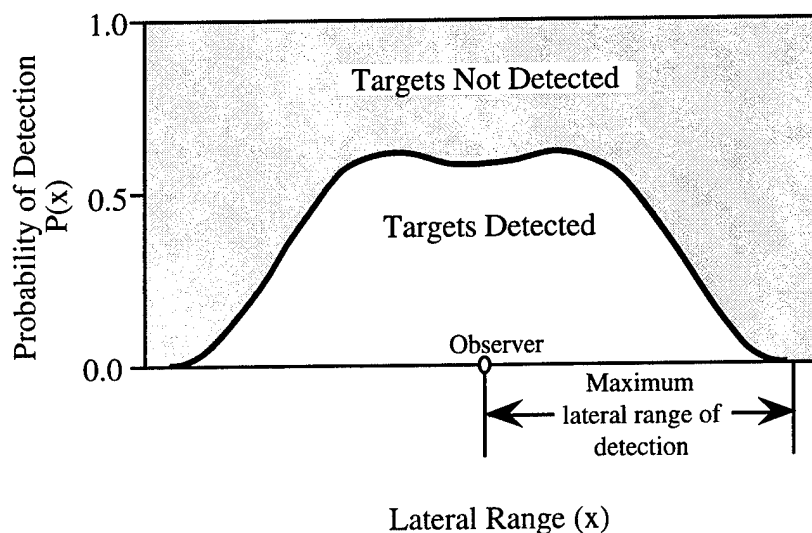 1.0
Targets Not Detected
Probability of Detection
P(x)
0.5
Targets Detected
Observer
0.0
Maximum
lateral range of
detection
Lateral Range (x)